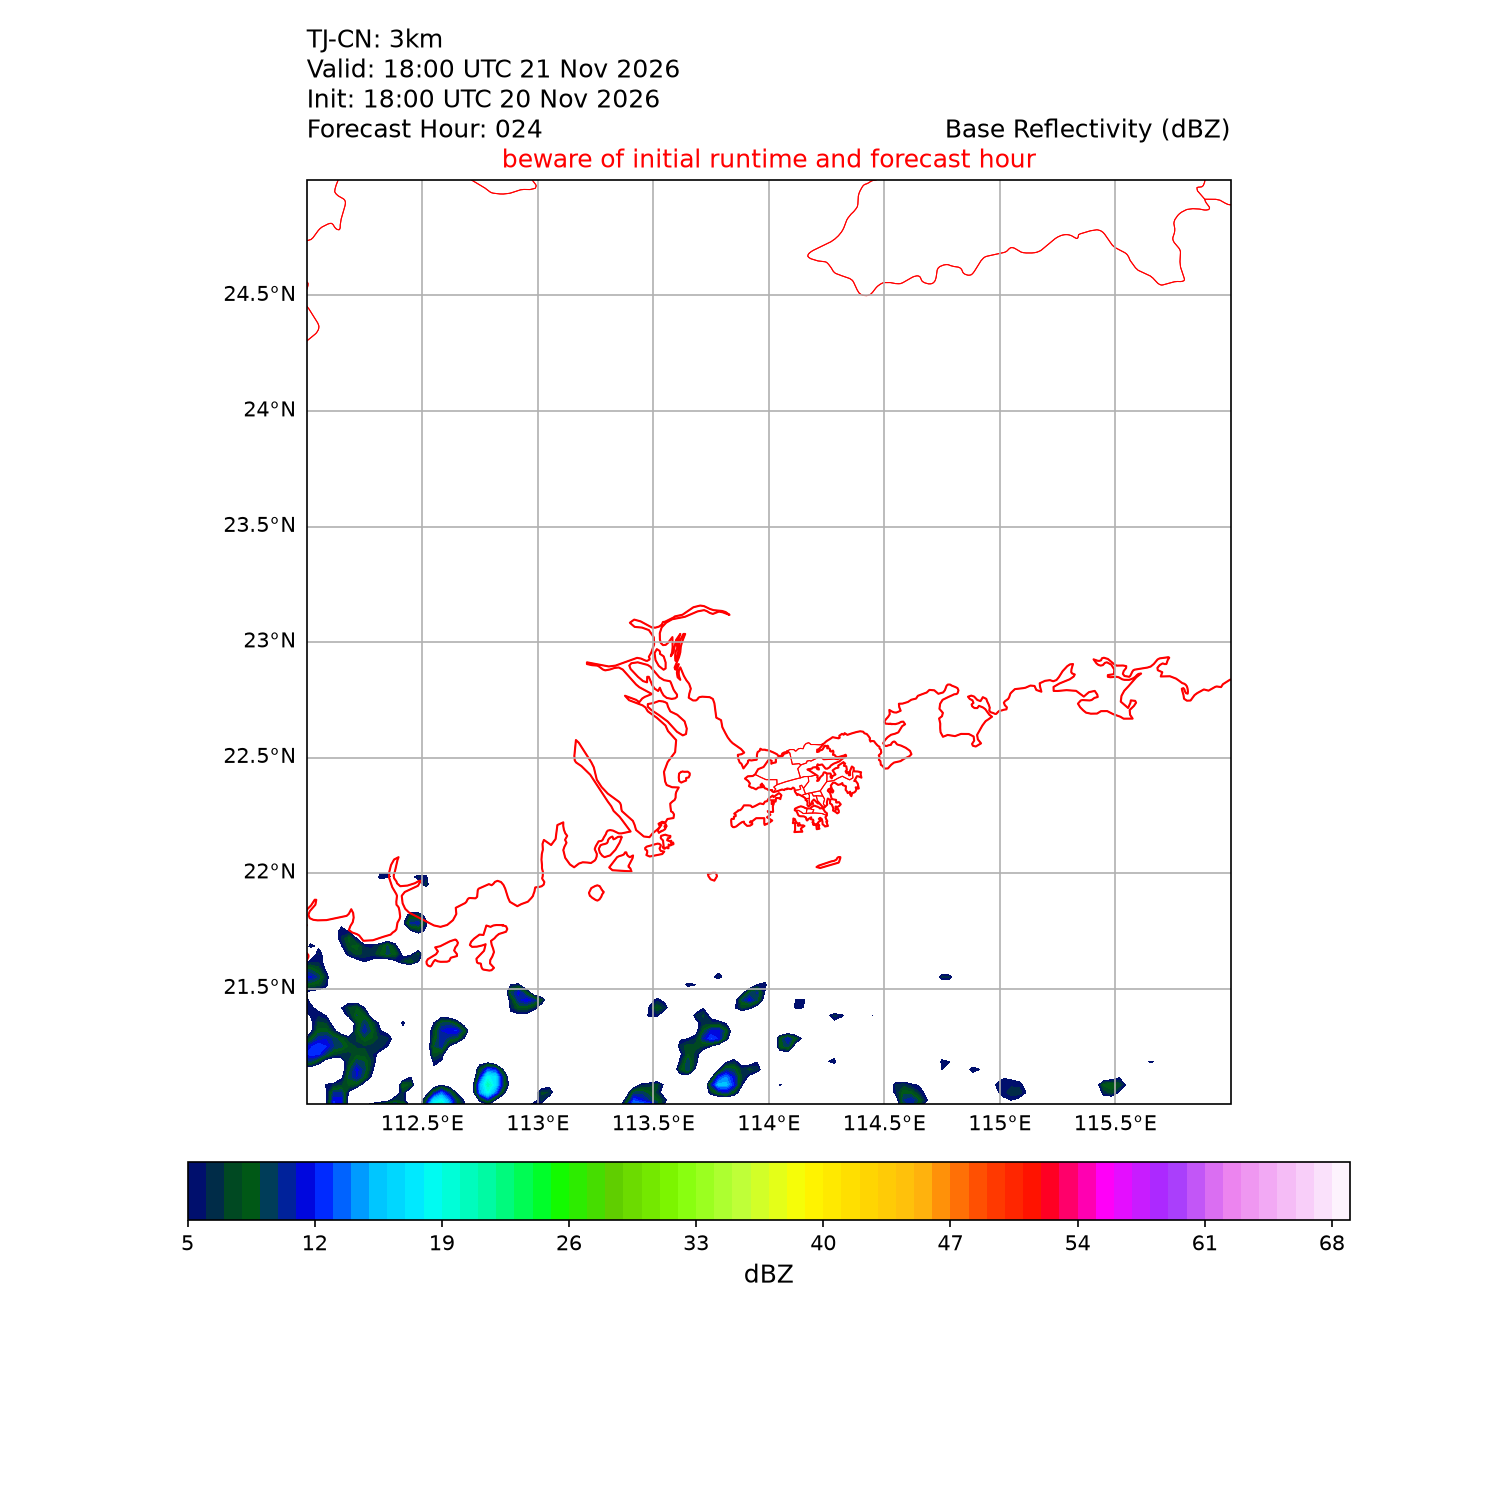 TJ-CN: 3km
Valid: 18:00 UTC 21 Nov 2026
Init: 18:00 UTC 20 Nov 2026
Forecast Hour: 024
Base Reflectivity (dBZ)
beware of initial runtime and forecast hour
24.5°N
24°N
23.5°N
23°N
22.5°N
22°N
21.5°N
112.5°E 113°E 113.5°E 114°E 114.5°E 115°E 115.5°E
5 12 19 26 33 40 47 54 61 68
dBZ